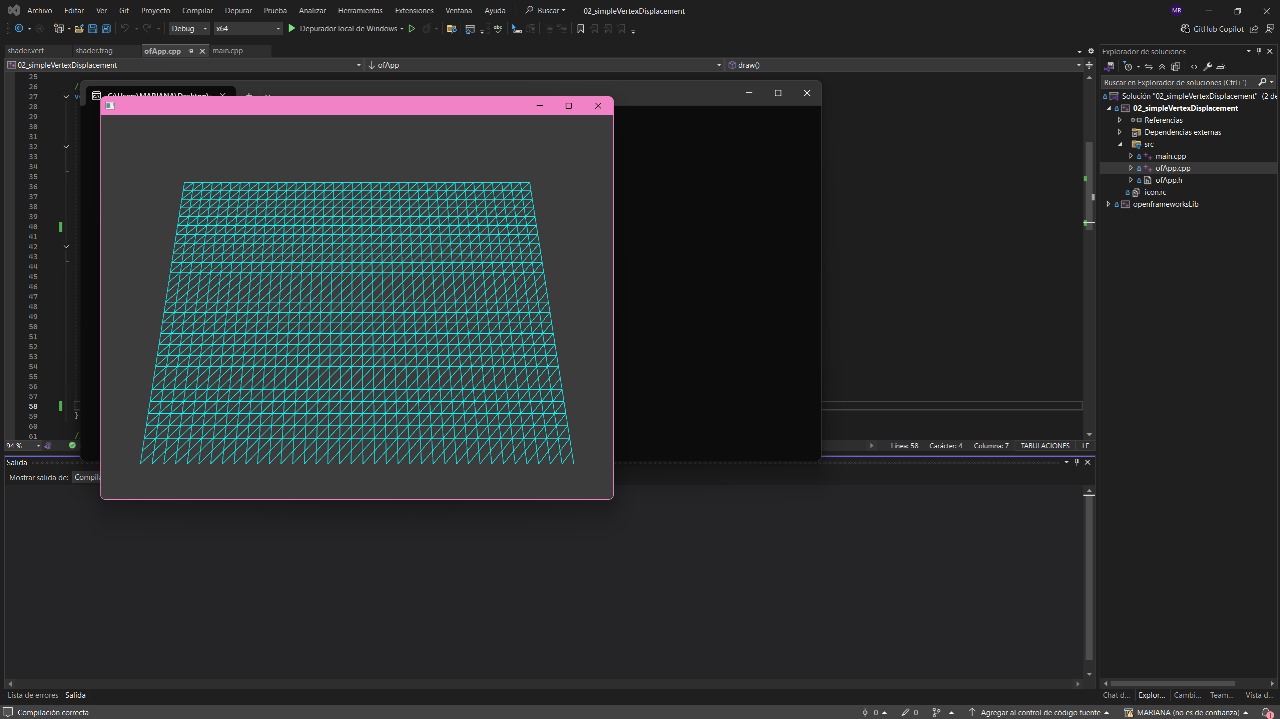 Archivo Editar Ver Git Proyecto Compilar Depurar Prueba Analizar Herramientas Extensiones Ventana Ayuda Buscar 02_simpleVertexDisplacement MR
Debug x64 Depurador local de Windows GitHub Copilot
shader.vert shader.frag ofApp.cpp main.cpp
02_simpleVertexDisplacement ofApp draw()
25
26
27
28
29
30
31
32
33
34
35
36
37
38
39
40
41
42
43
44
45
46
47
48
49
50
51
52
53
54
55
56
57
58
59 }
60
61
94 % Línea: 58 Carácter: 4 Columna: 7 TABULACIONES LF
Salida
Mostrar salida de: Compila
Lista de errores Salida
Compilación correcta 0 0 Agregar al control de código fuente MARIANA (no es de confianza)
Explorador de soluciones
Buscar en Explorador de soluciones (Ctrl+')
Solución "02_simpleVertexDisplacement" (2 de
02_simpleVertexDisplacement
Referencias
Dependencias externas
src
main.cpp
ofApp.cpp
ofApp.h
icon.rc
openframeworksLib
Chat d... Explor... Cambi... Team... Vista d...